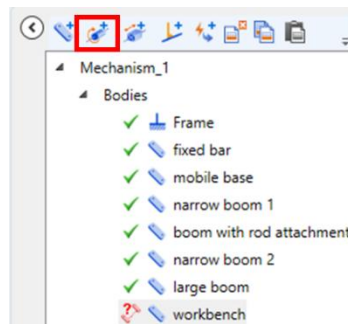 Mechanism_1
Bodies
Frame
fixed bar
mobile base
narrow boom 1
boom with rod attachment
narrow boom 2
large boom
workbench